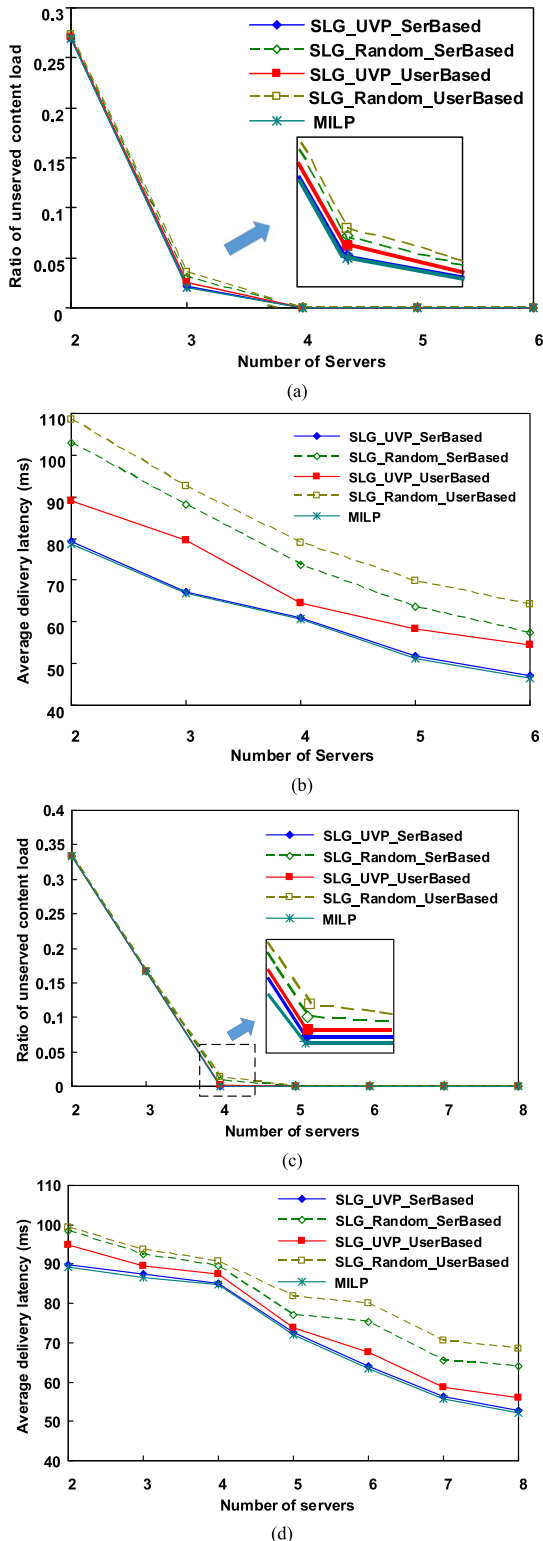 0.3
0.25
0.2
0.15
0.1
0.05
0
Ratio of unserved content load
SLG_UVP_SerBased
SLG_Random_SerBased
SLG_UVP_UserBased
SLG_Random_UserBased
MILP
2 3 4 5 6
Number of Servers
(a)
110
100
90
80
70
60
50
40
Average delivery latency (ms)
SLG_UVP_SerBased
SLG_Random_SerBased
SLG_UVP_UserBased
SLG_Random_UserBased
MILP
2 3 4 5 6
Number of Servers
(b)
0.4
0.35
0.3
0.25
0.2
0.15
0.1
0.05
0
Ratio of unserved content load
SLG_UVP_SerBased
SLG_Random_SerBased
SLG_UVP_UserBased
SLG_Random_UserBased
MILP
2 3 4 5 6 7 8
Number of servers
(c)
110
100
90
80
70
60
50
40
Average delivery latency (ms)
SLG_UVP_SerBased
SLG_Random_SerBased
SLG_UVP_UserBased
SLG_Random_UserBased
MILP
2 3 4 5 6 7 8
Number of servers
(d)